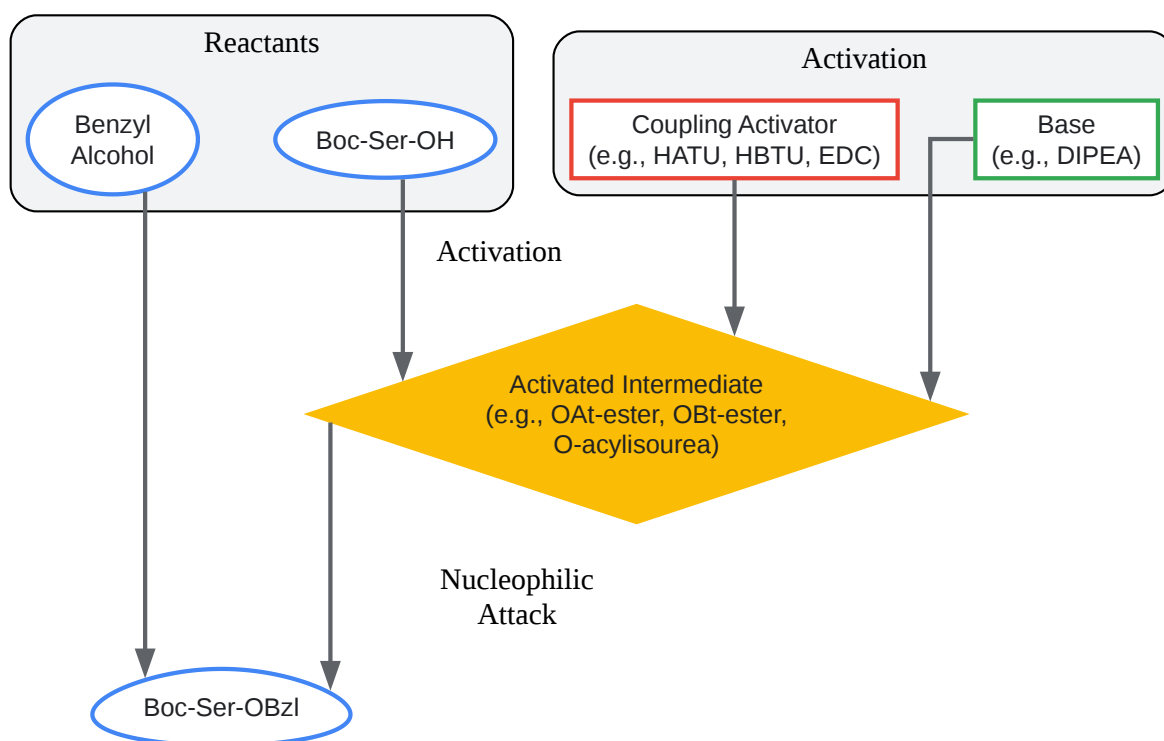 Reactants
Activation
Benzyl
Alcohol
Boc-Ser-OH
Coupling Activator
(e.g., HATU, HBTU, EDC)
Base
(e.g., DIPEA)
Activation
Activated Intermediate
(e.g., OAt-ester, OBt-ester,
O-acylisourea)
Nucleophilic
Attack
Boc-Ser-OBzl